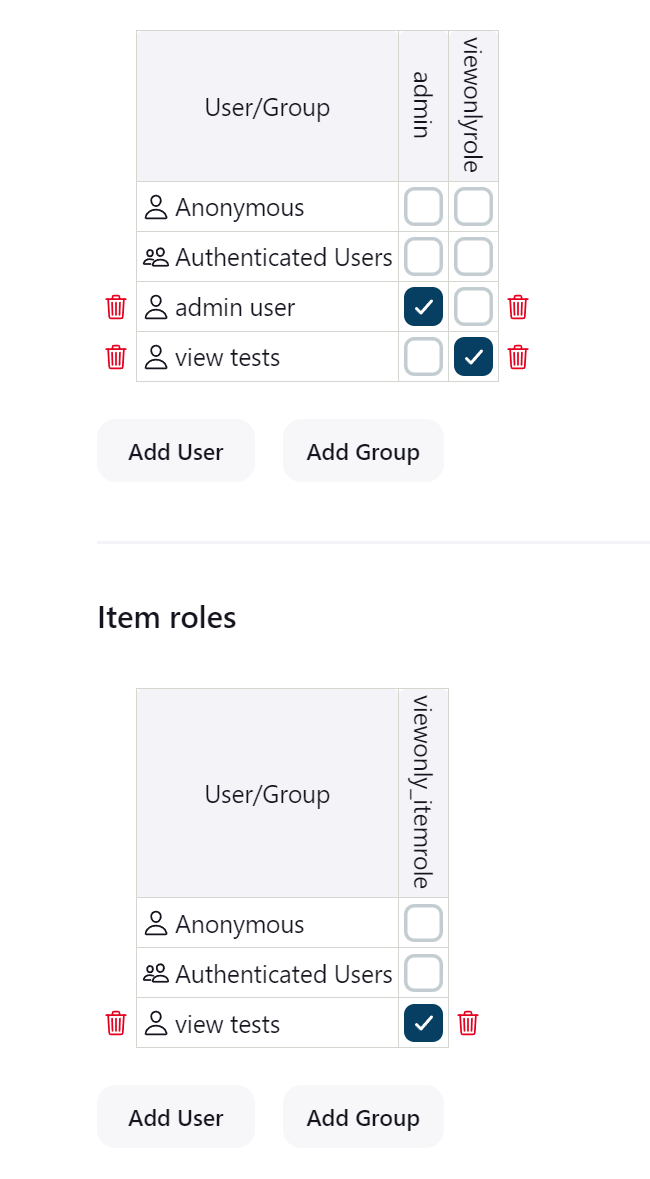 User/Group admin viewonlyrole
Anonymous
Authenticated Users
admin user
view tests
Add User Add Group
Item roles
User/Group viewonly_itemrole
Anonymous
Authenticated Users
view tests
Add User Add Group